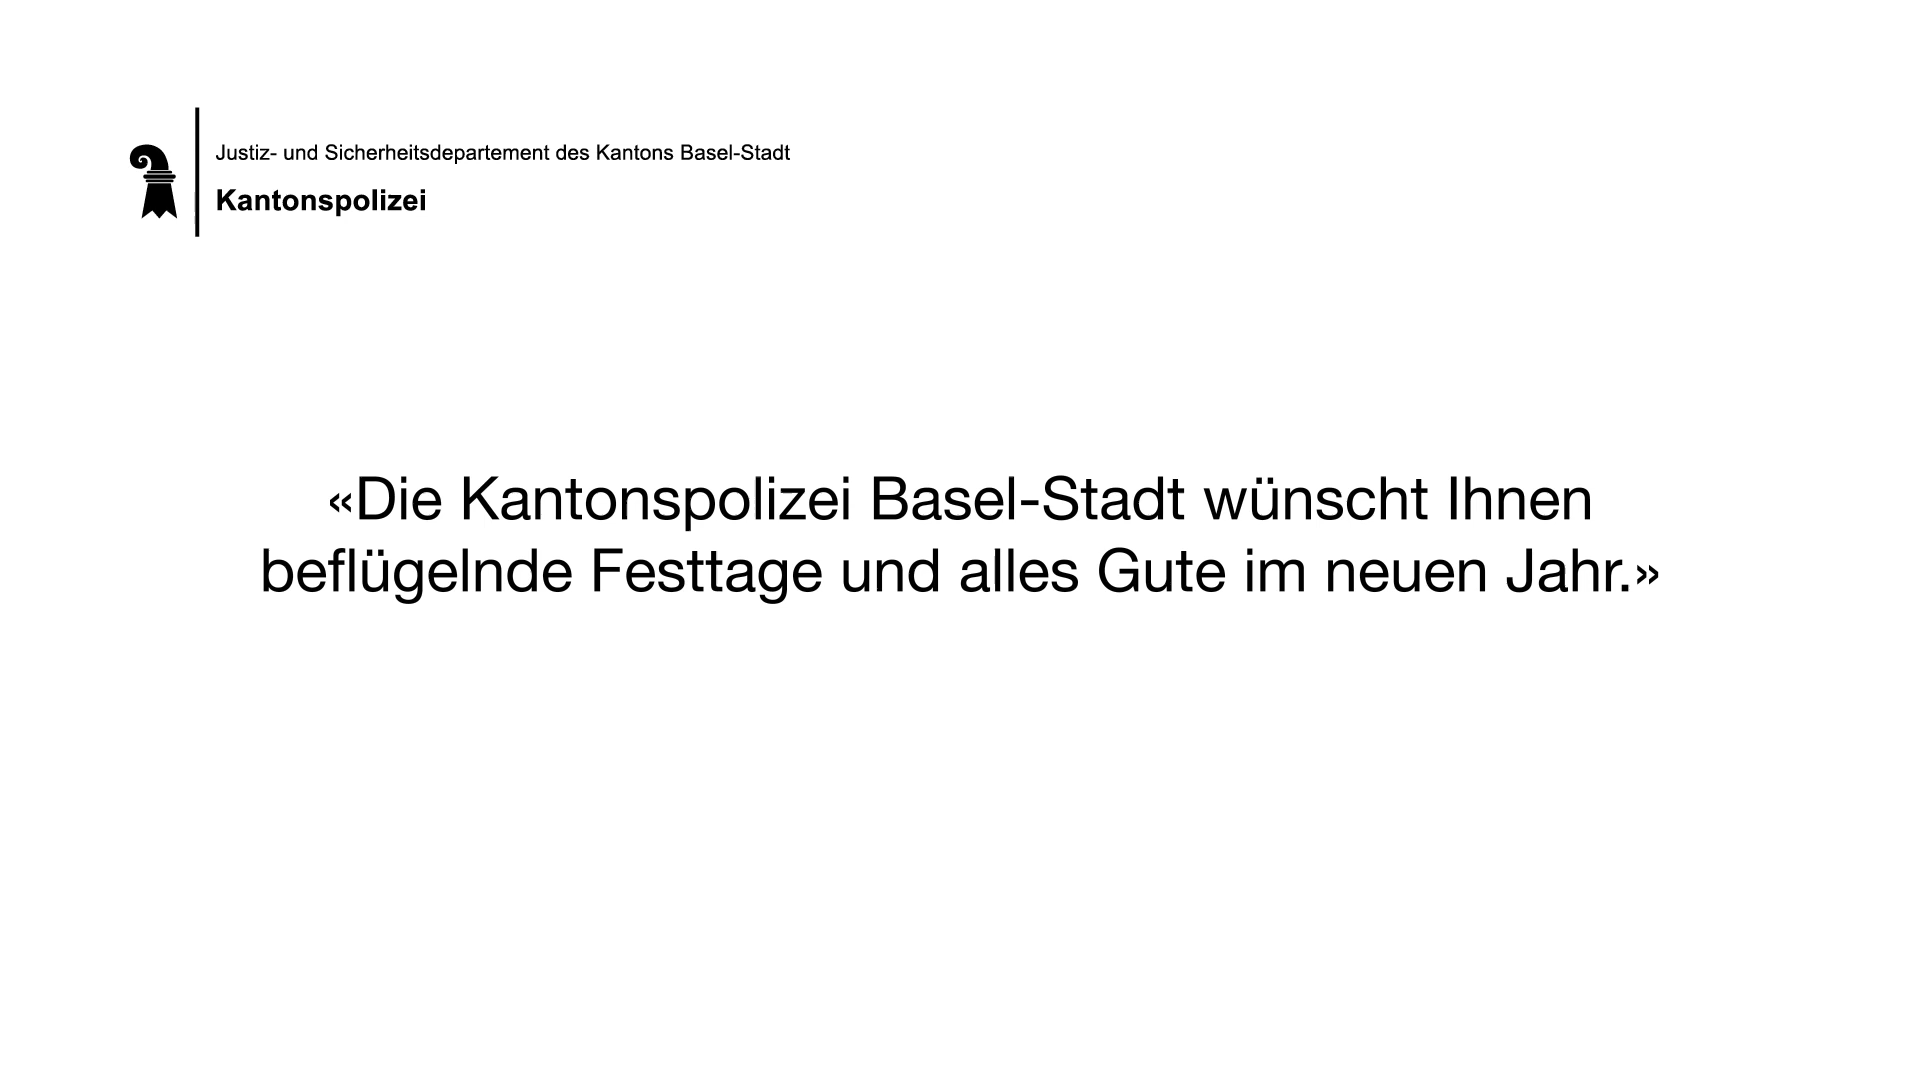 Justiz- und Sicherheitsdepartement des Kantons Basel-Stadt
Kantonspolizei
«Die Kantonspolizei Basel-Stadt wünscht Ihnen
beflügelnde Festtage und alles Gute im neuen Jahr.»